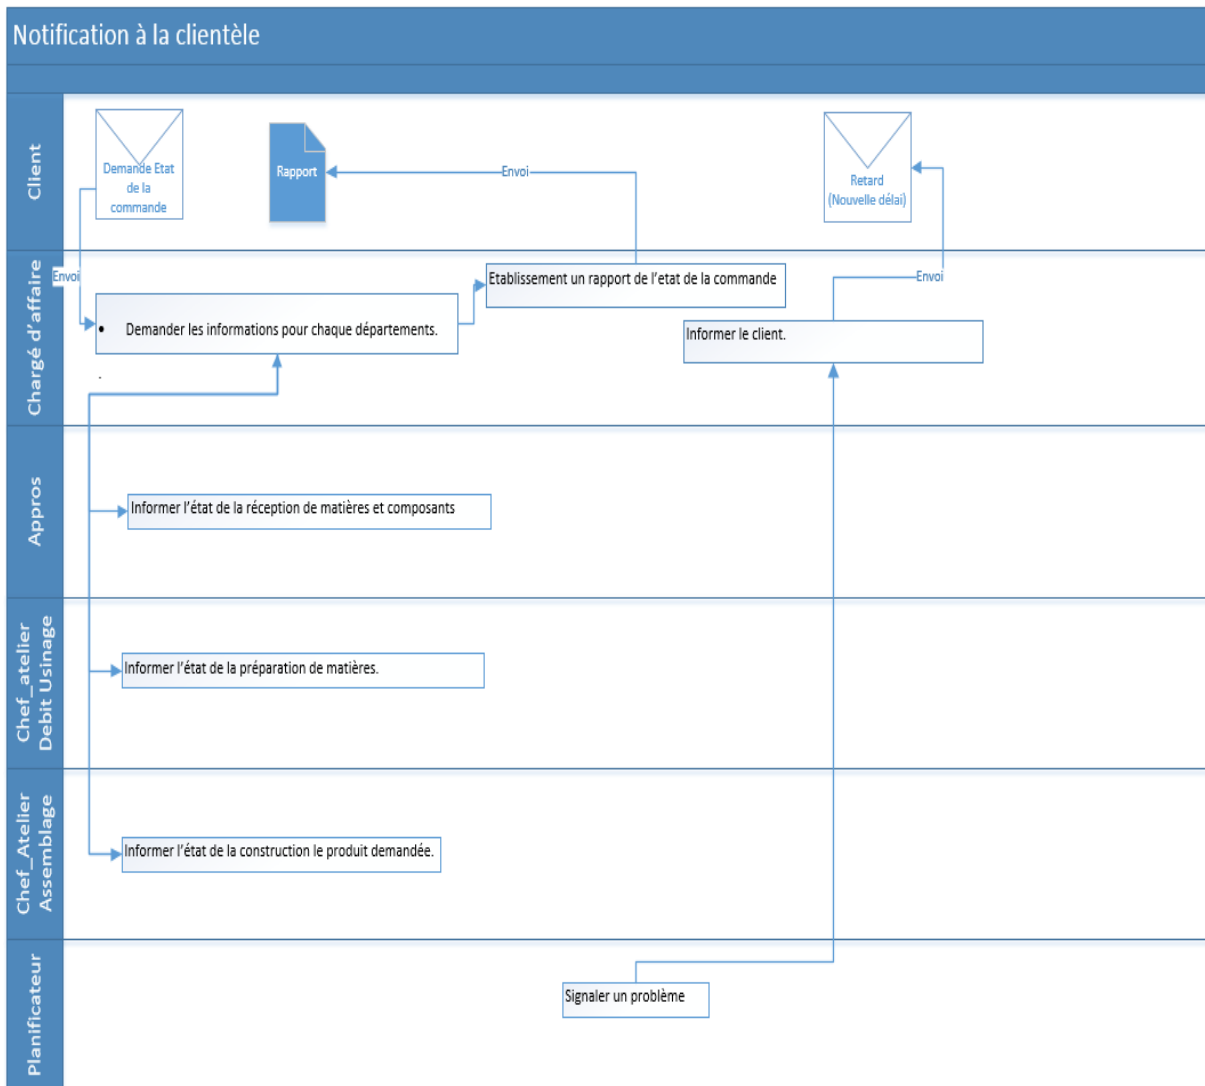 Notification à la clientèle
Client
Demande Etat
de la
commande
Rapport
Envoi
Retard
(Nouvelle délai)
Chargé d'affaire
Envoi
Etablissement un rapport de l'etat de la commande
Envoi
• Demander les informations pour chaque départements.
Informer le client.
.
Appros
Informer l'état de la réception de matières et composants
Chef_atelier
Debit Usinage
Informer l'état de la préparation de matières.
Chef_Atelier
Assemblage
Informer l'état de la construction le produit demandée.
Planificateur
Signaler un problème